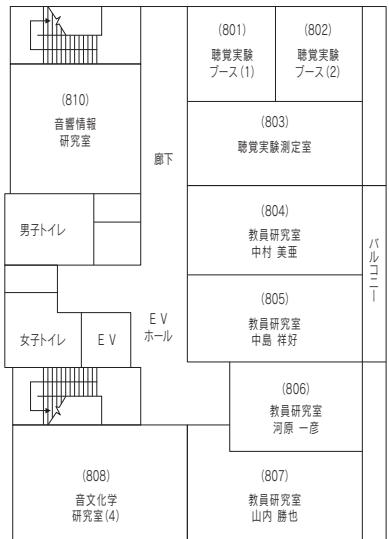 (801)
聴覚実験
ブース(1)
(802)
聴覚実験
ブース(2)
(810)
音響情報
研究室
(803)
聴覚実験測定室
廊下
(804)
教員研究室
中村 美亜
男子トイレ
バルコニー
(805)
教員研究室
中島 祥好
女子トイレ
EV
EV
ホール
(806)
教員研究室
河原 一彦
(808)
音文化学
研究室(4)
(807)
教員研究室
山内 勝也